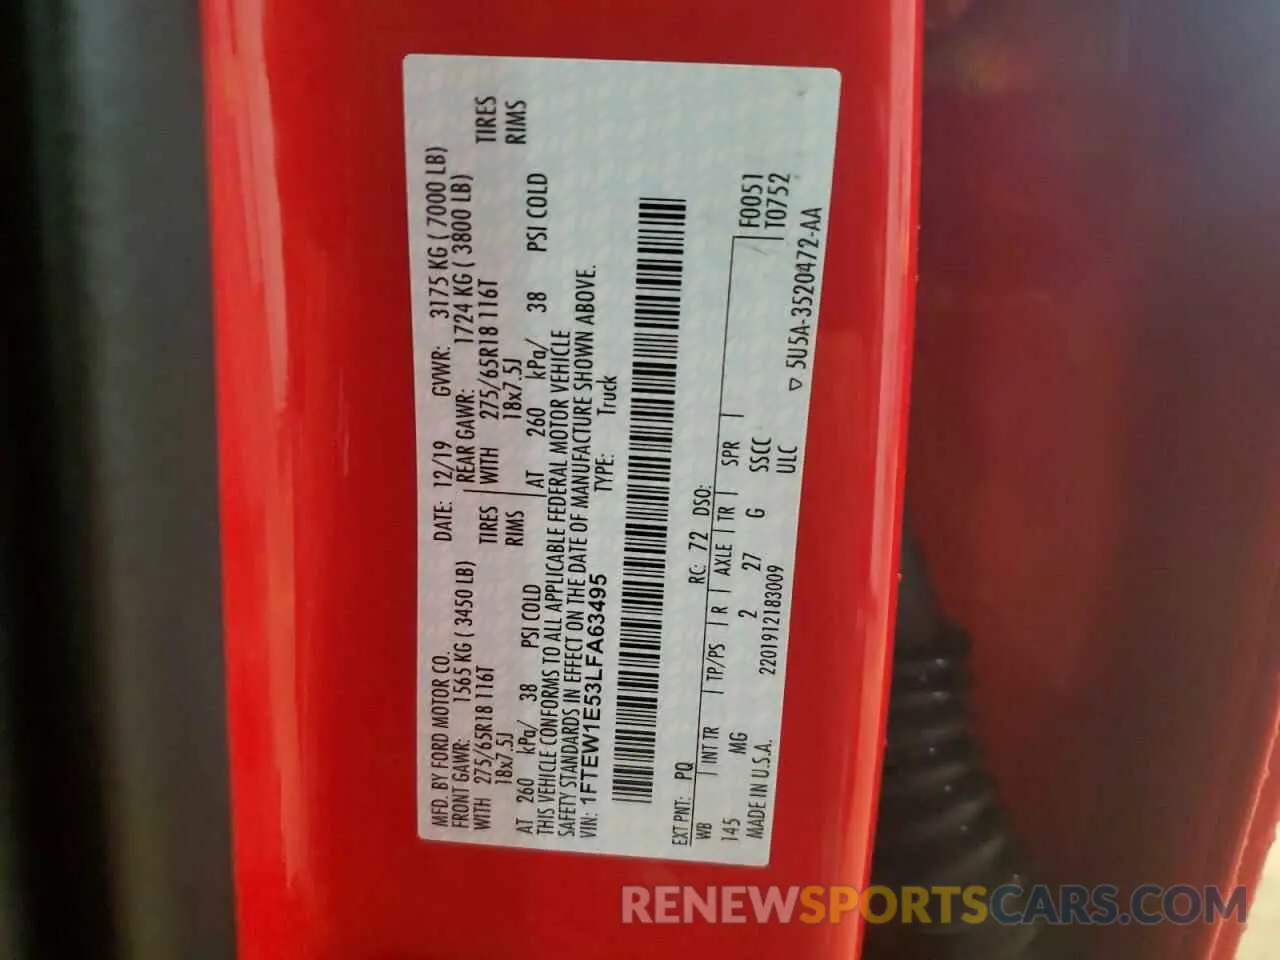 MFD. BY FORD MOTOR CO. DATE: 12/19 GVWR: 3175 KG ( 7000 LB)
FRONT GAWR: 1565 KG ( 3450 LB) REAR GAWR: 1724 KG ( 3800 LB)
WITH 275/65R18 116T TIRES WITH 275/65R18 116T TIRES
18x7.5J RIMS 18x7.5J RIMS
AT 260 kPa/ 38 PSI COLD AT 260 kPa/ 38 PSI COLD
THIS VEHICLE CONFORMS TO ALL APPLICABLE FEDERAL MOTOR VEHICLE
SAFETY STANDARDS IN EFFECT ON THE DATE OF MANUFACTURE SHOWN ABOVE.
VIN: 1FTEW1E53LFA63495 TYPE: Truck
EXT PNT: PQ RC: 72 DSO: F0051
WB INT TR TP/PS R AXLE TR SPR T0752
145 MG 2 27 G SSCC
MADE IN U.S.A. 2201912183009 ULC
▽ 5U5A-3520472-AA
RENEWSPORTSCARS.COM